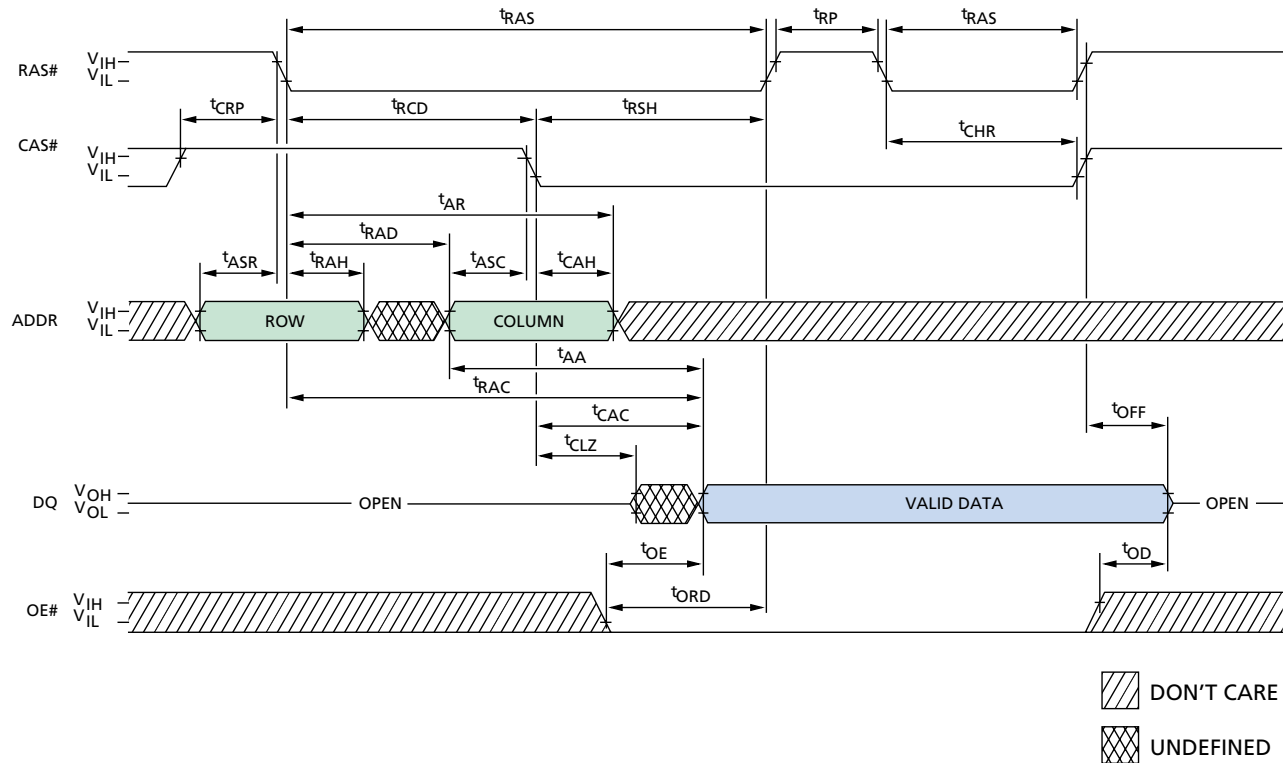 tRAS tRP tRAS
RAS# VIH
VIL
tCRP tRCD tRSH
tCHR
CAS# VIH
VIL
tAR
tRAD
tASR tRAH tASC tCAH
ADDR VIH
VIL
ROW COLUMN
tAA
tRAC
tCAC tOFF
tCLZ
DQ VOH
VOL
OPEN VALID DATA OPEN
tOE tOD
tORD
OE# VIH
VIL
DON'T CARE
UNDEFINED